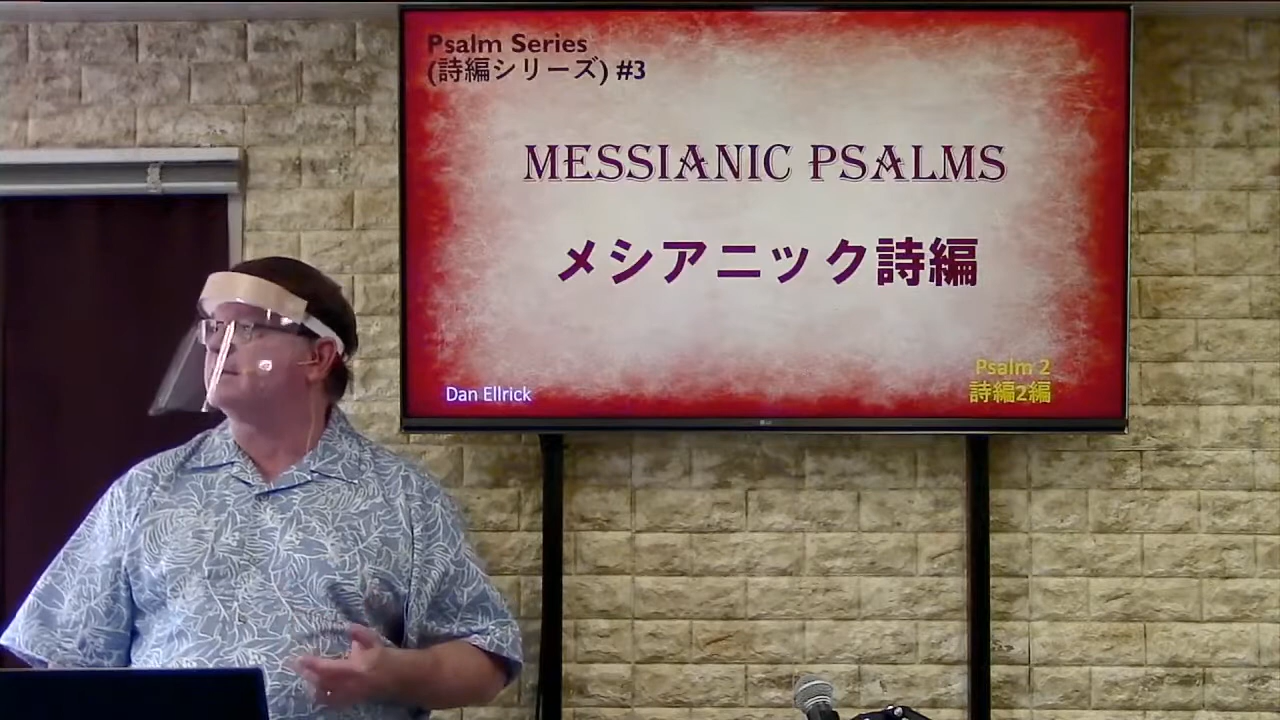 Psalm Series
(詩編シリーズ) #3
MESSIANIC PSALMS
メシアニック詩編
Psalm 2
詩編2編
Dan Ellrick